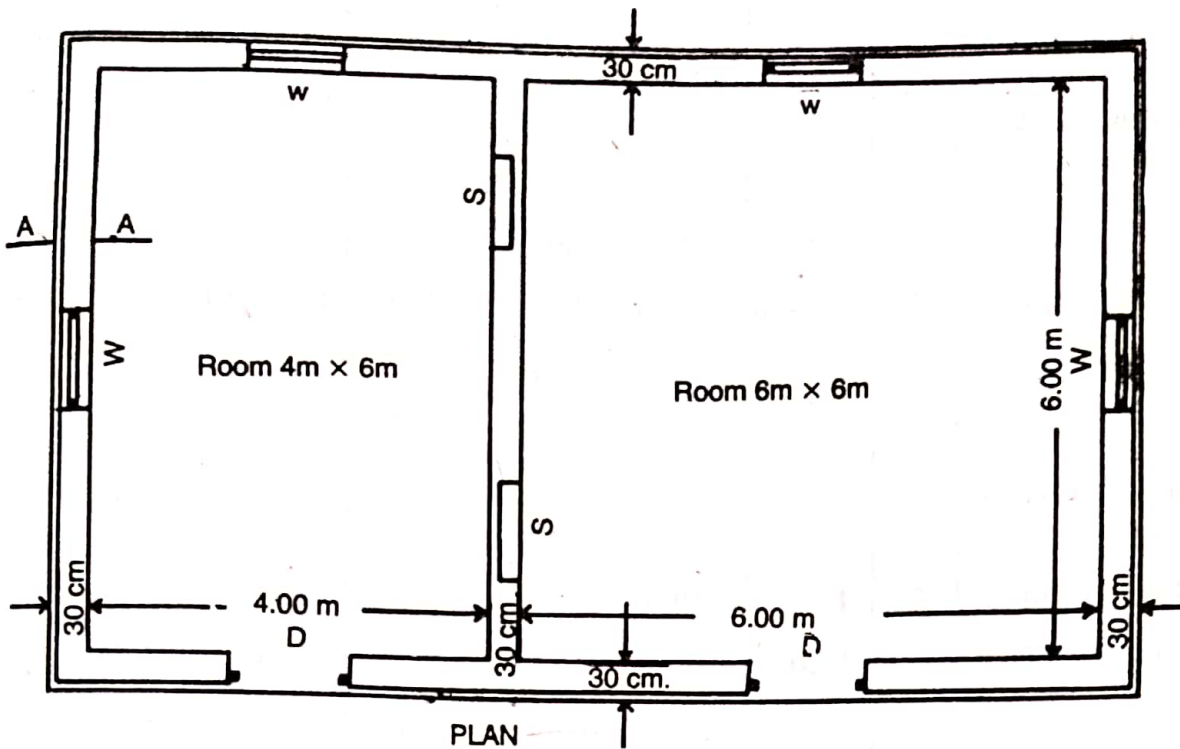 w
30 cm
w
S
A
A
W
Room 4m × 6m
Room 6m × 6m
6.00 m
W
S
30 cm
4.00 m
D
30 cm
6.00 m
D
30 cm
30 cm.
PLAN